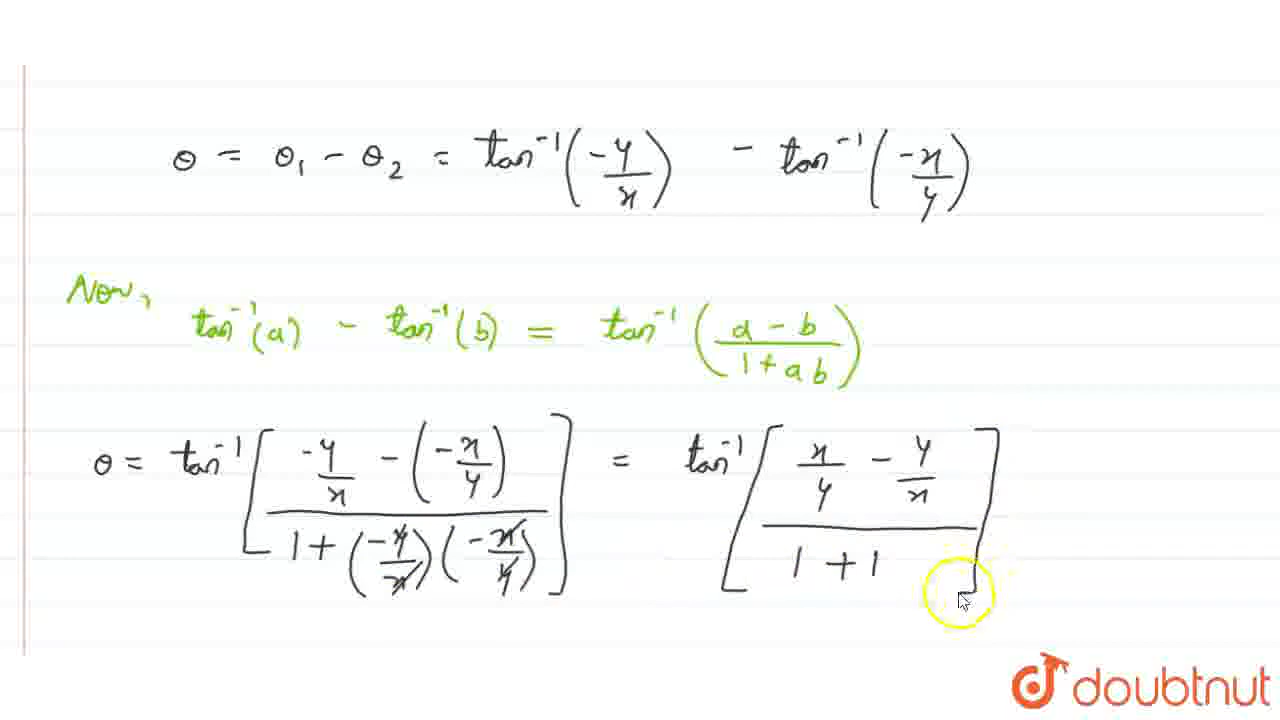 θ = θ₁ - θ₂ = tan⁻¹(-y/x) - tan⁻¹(-x/y)
Now,
tan⁻¹(a) - tan⁻¹(b) = tan⁻¹((a - b)/(1 + ab))
θ = tan⁻¹[(-y/x - (-x/y))/(1 + (-y/x)(-x/y))] = tan⁻¹[(x/y - y/x)/(1 + 1)]
doubtnut